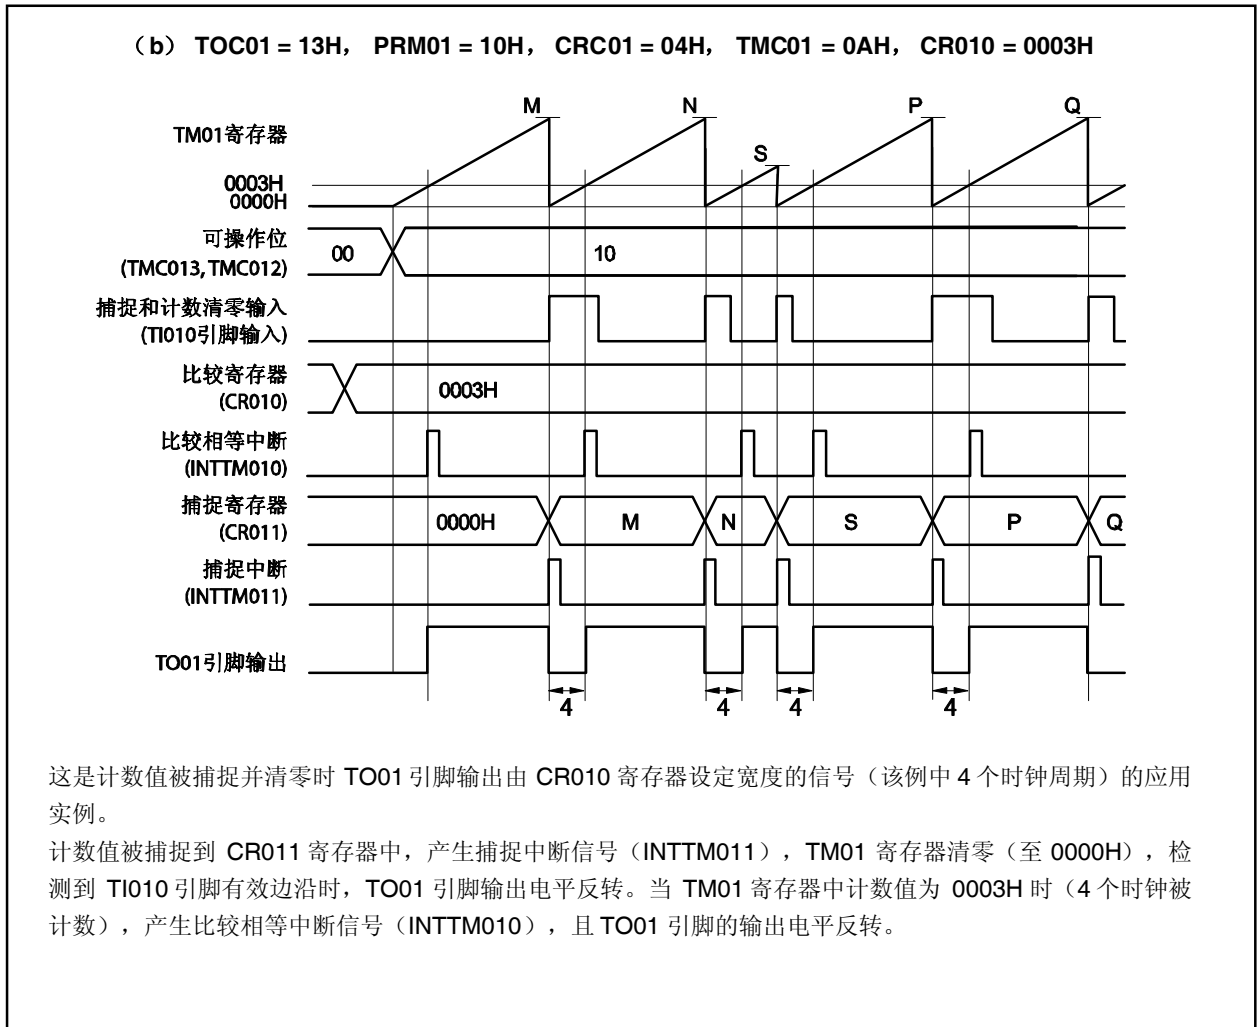 （b） TOC01 = 13H， PRM01 = 10H， CRC01 = 04H， TMC01 = 0AH， CR010 = 0003H
M N S P Q
TM01寄存器
0003H
0000H
可操作位
(TMC013, TMC012)
00 10
捕捉和计数清零输入
(TI010引脚输入)
比较寄存器
(CR010)
0003H
比较相等中断
(INTTM010)
捕捉寄存器
(CR011)
0000H M N S P Q
捕捉中断
(INTTM011)
TO01引脚输出
4 4 4 4
这是计数值被捕捉并清零时 TO01 引脚输出由 CR010 寄存器设定宽度的信号（该例中 4 个时钟周期）的应用
实例。
计数值被捕捉到 CR011 寄存器中，产生捕捉中断信号（INTTM011），TM01 寄存器清零（至 0000H），检
测到 TI010 引脚有效边沿时，TO01 引脚输出电平反转。当 TM01 寄存器中计数值为 0003H 时（4 个时钟被
计数），产生比较相等中断信号（INTTM010），且 TO01 引脚的输出电平反转。